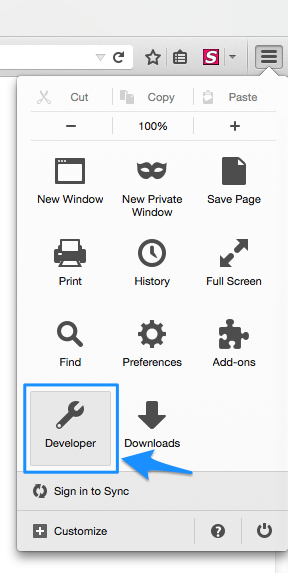 S
Cut Copy Paste
− 100% +
New Window New Private Window Save Page
Print History Full Screen
Find Preferences Add-ons
Developer Downloads
Sign in to Sync
Customize ?